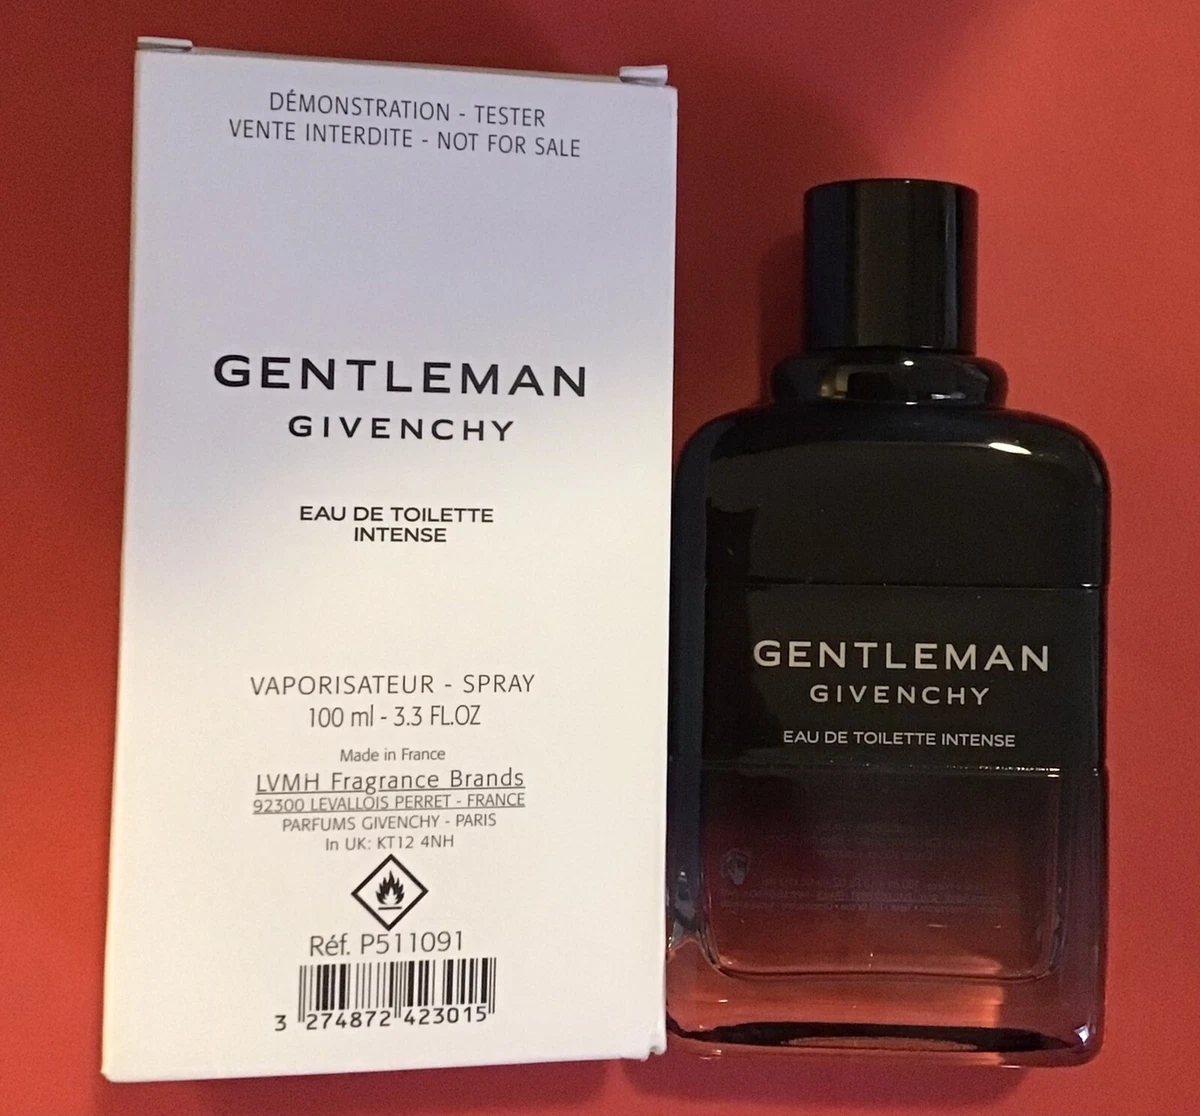 DÉMONSTRATION - TESTER
VENTE INTERDITE - NOT FOR SALE
GENTLEMAN
GIVENCHY
EAU DE TOILETTE
INTENSE
VAPORISATEUR - SPRAY
100 ml - 3.3 FL.OZ
Made in France
LVMH Fragrance Brands
92300 LEVALLOIS PERRET - FRANCE
PARFUMS GIVENCHY - PARIS
In UK: KT12 4NH
Réf. P511091
3 274872 423015
GENTLEMAN
GIVENCHY
EAU DE TOILETTE INTENSE